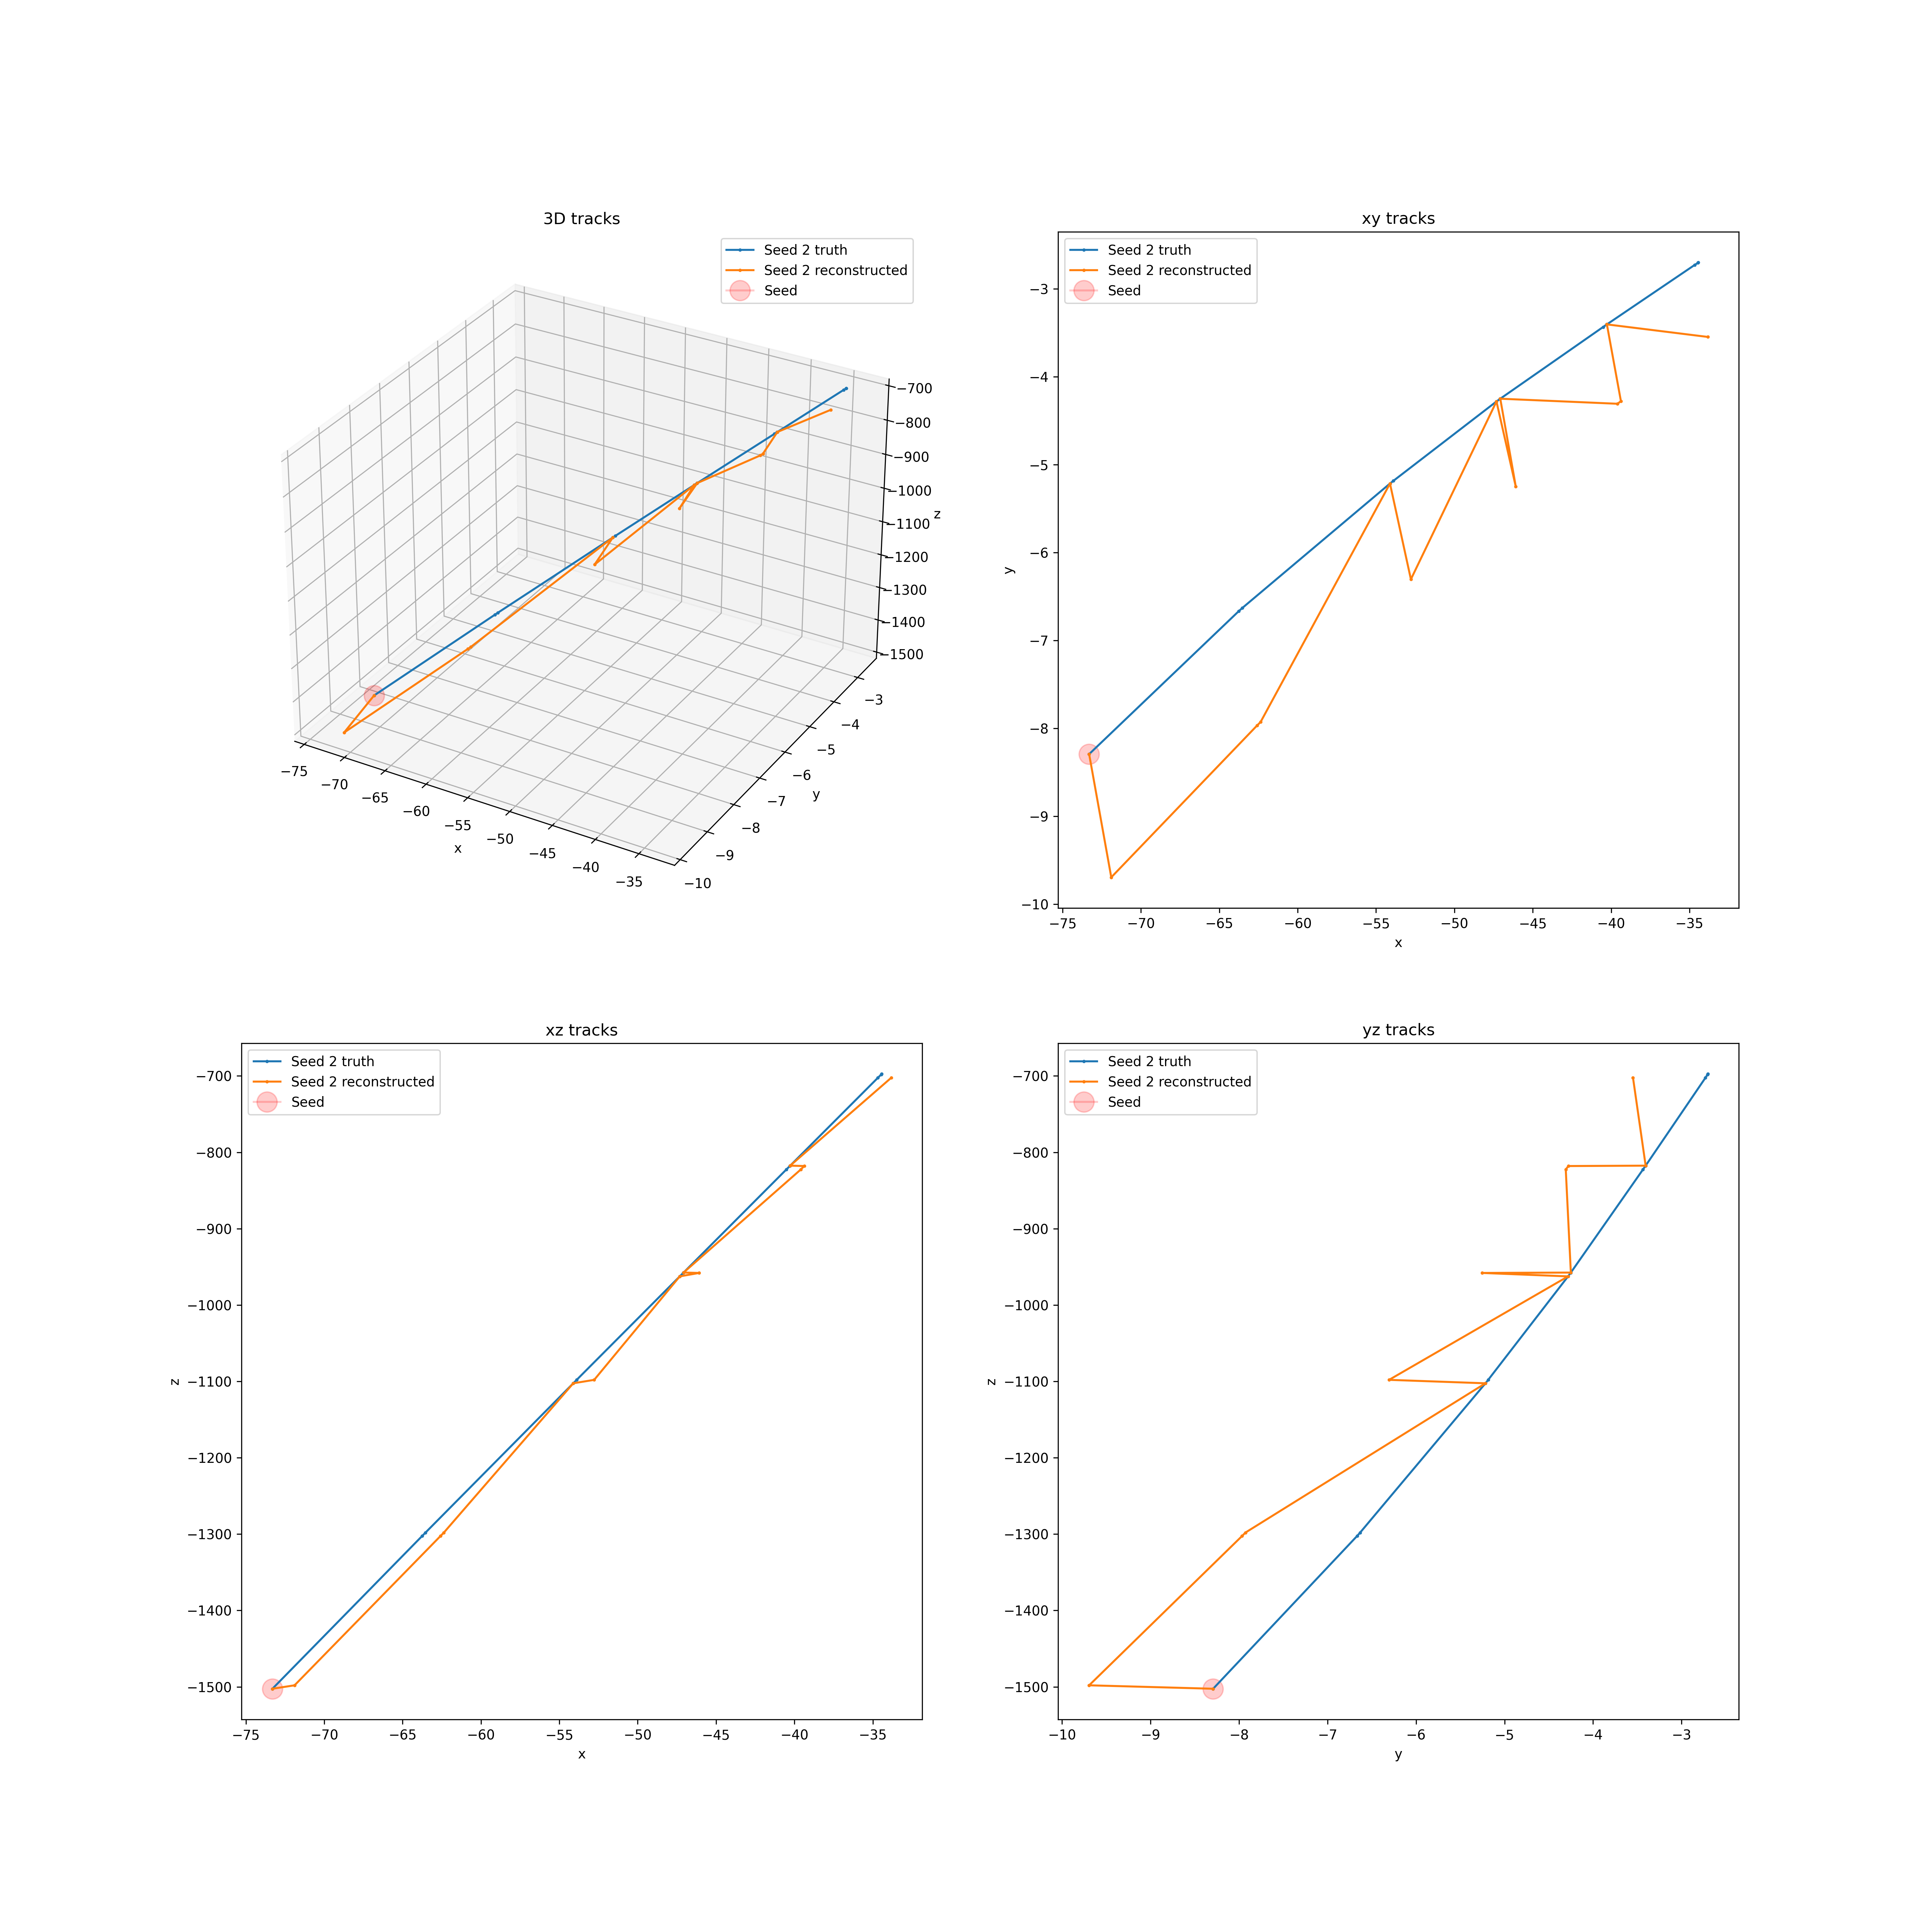 3D tracks
Seed 2 truth
Seed 2 reconstructed
Seed
−700
−800
−900
−1000
−1100
−1200
−1300
−1400
−1500
z
−3
−4
−5
−6
−7
−8
−9
−10
y
−75
−70
−65
−60
−55
−50
−45
−40
−35
x
xy tracks
Seed 2 truth
Seed 2 reconstructed
Seed
−3
−4
−5
−6
−7
−8
−9
−10
y
−75 −70 −65 −60 −55 −50 −45 −40 −35
x
xz tracks
Seed 2 truth
Seed 2 reconstructed
Seed
−700
−800
−900
−1000
−1100
−1200
−1300
−1400
−1500
z
−75 −70 −65 −60 −55 −50 −45 −40 −35
x
yz tracks
Seed 2 truth
Seed 2 reconstructed
Seed
−700
−800
−900
−1000
−1100
−1200
−1300
−1400
−1500
z
−10 −9 −8 −7 −6 −5 −4 −3
y